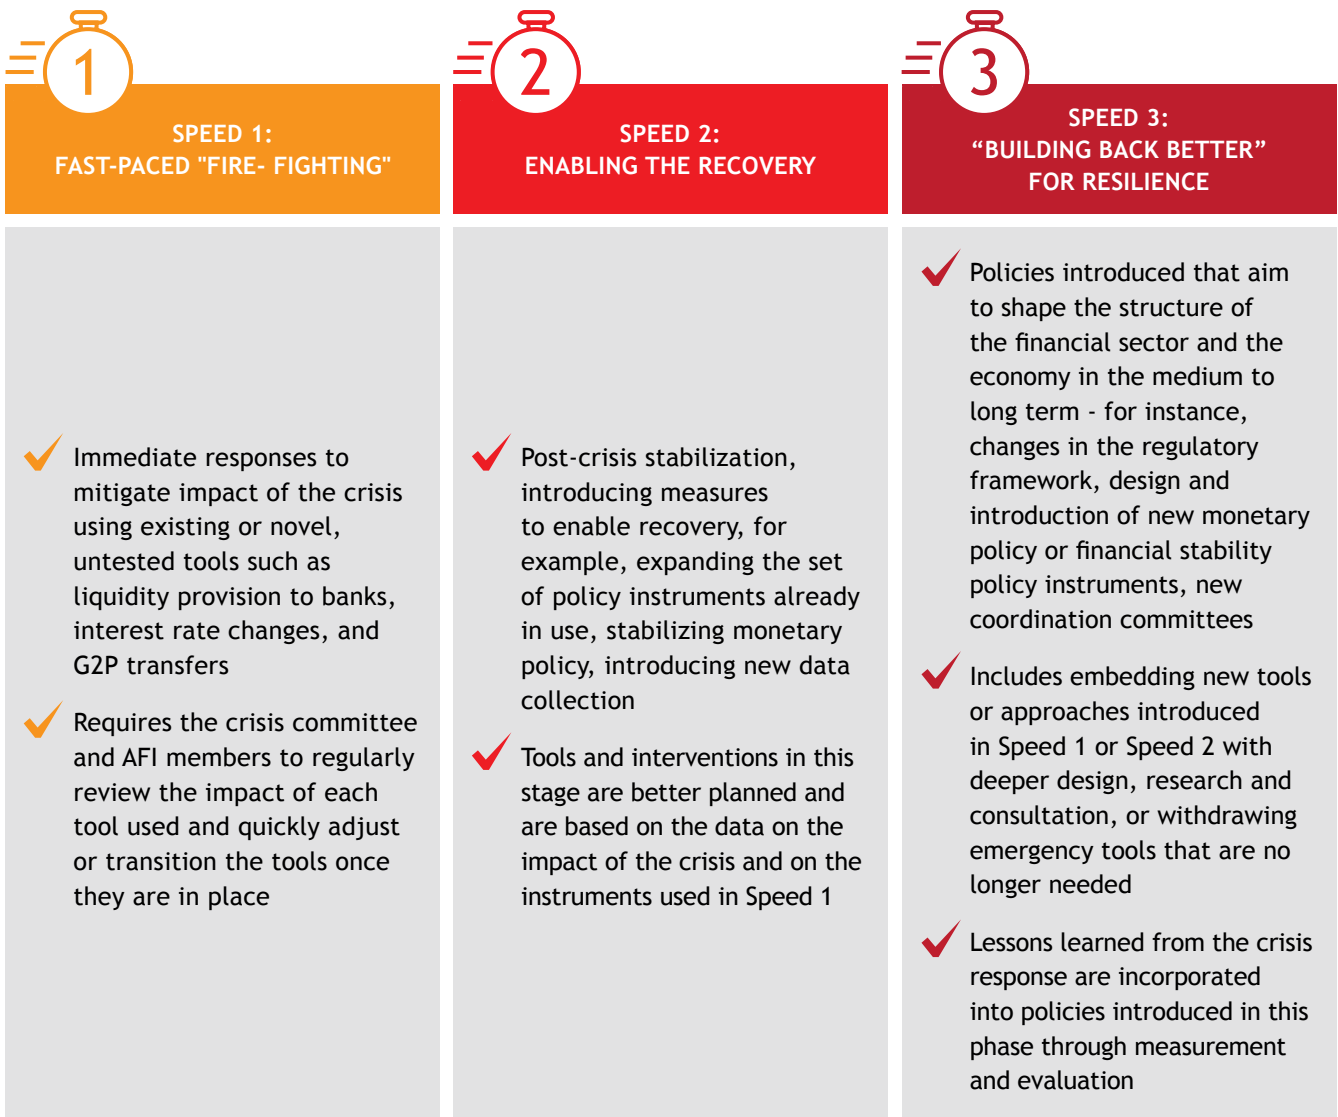 1
SPEED 1:
FAST-PACED "FIRE- FIGHTING"
Immediate responses to
mitigate impact of the crisis
using existing or novel,
untested tools such as
liquidity provision to banks,
interest rate changes, and
G2P transfers
Requires the crisis committee
and AFI members to regularly
review the impact of each
tool used and quickly adjust
or transition the tools once
they are in place
2
SPEED 2:
ENABLING THE RECOVERY
Post-crisis stabilization,
introducing measures
to enable recovery, for
example, expanding the set
of policy instruments already
in use, stabilizing monetary
policy, introducing new data
collection
Tools and interventions in this
stage are better planned and
are based on the data on the
impact of the crisis and on the
instruments used in Speed 1
3
SPEED 3:
“BUILDING BACK BETTER”
FOR RESILIENCE
Policies introduced that aim
to shape the structure of
the financial sector and the
economy in the medium to
long term - for instance,
changes in the regulatory
framework, design and
introduction of new monetary
policy or financial stability
policy instruments, new
coordination committees
Includes embedding new tools
or approaches introduced
in Speed 1 or Speed 2 with
deeper design, research and
consultation, or withdrawing
emergency tools that are no
longer needed
Lessons learned from the crisis
response are incorporated
into policies introduced in this
phase through measurement
and evaluation